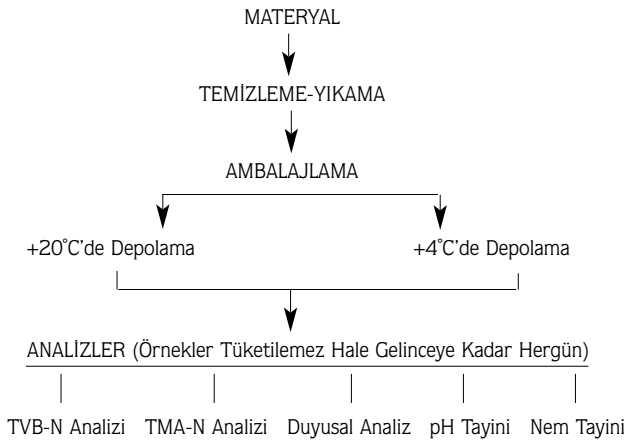 MATERYAL
TEMİZLEME-YIKAMA
AMBALAJLAMA
+20°C'de Depolama +4°C'de Depolama
ANALİZLER (Örnekler Tüketilemez Hale Gelinceye Kadar Hergün)
TVB-N Analizi TMA-N Analizi Duyusal Analiz pH Tayini Nem Tayini